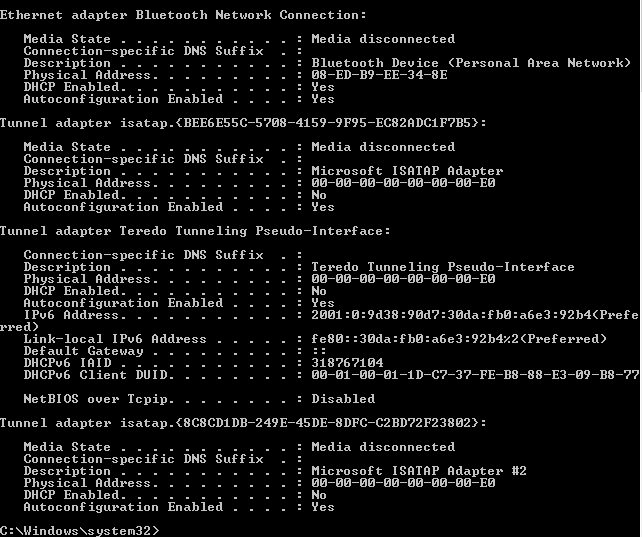 Ethernet adapter Bluetooth Network Connection:
   Media State . . . . . . . . . . . : Media disconnected
   Connection-specific DNS Suffix  . :
   Description . . . . . . . . . . . : Bluetooth Device (Personal Area Network)
   Physical Address. . . . . . . . . : 08-ED-B9-EE-34-8E
   DHCP Enabled. . . . . . . . . . . : Yes
   Autoconfiguration Enabled . . . . : Yes
Tunnel adapter isatap.{BEE6E55C-5708-4159-9F95-EC82ADC1F7B5}:
   Media State . . . . . . . . . . . : Media disconnected
   Connection-specific DNS Suffix  . :
   Description . . . . . . . . . . . : Microsoft ISATAP Adapter
   Physical Address. . . . . . . . . : 00-00-00-00-00-00-00-E0
   DHCP Enabled. . . . . . . . . . . : No
   Autoconfiguration Enabled . . . . : Yes
Tunnel adapter Teredo Tunneling Pseudo-Interface:
   Connection-specific DNS Suffix  . :
   Description . . . . . . . . . . . : Teredo Tunneling Pseudo-Interface
   Physical Address. . . . . . . . . : 00-00-00-00-00-00-00-E0
   DHCP Enabled. . . . . . . . . . . : No
   Autoconfiguration Enabled . . . . : Yes
   IPv6 Address. . . . . . . . . . . : 2001:0:9d38:90d7:30da:fb0:a6e3:92b4(Prefe
rred)
   Link-local IPv6 Address . . . . . : fe80::30da:fb0:a6e3:92b4%2(Preferred)
   Default Gateway . . . . . . . . . : ::
   DHCPv6 IAID . . . . . . . . . . . : 318767104
   DHCPv6 Client DUID. . . . . . . . : 00-01-00-01-1D-C7-37-FE-B8-88-E3-09-B8-77
   NetBIOS over Tcpip. . . . . . . . : Disabled
Tunnel adapter isatap.{8C8CD1DB-249E-45DE-8DFC-C2BD72F23802}:
   Media State . . . . . . . . . . . : Media disconnected
   Connection-specific DNS Suffix  . :
   Description . . . . . . . . . . . : Microsoft ISATAP Adapter #2
   Physical Address. . . . . . . . . : 00-00-00-00-00-00-00-E0
   DHCP Enabled. . . . . . . . . . . : No
   Autoconfiguration Enabled . . . . : Yes
C:\Windows\system32>